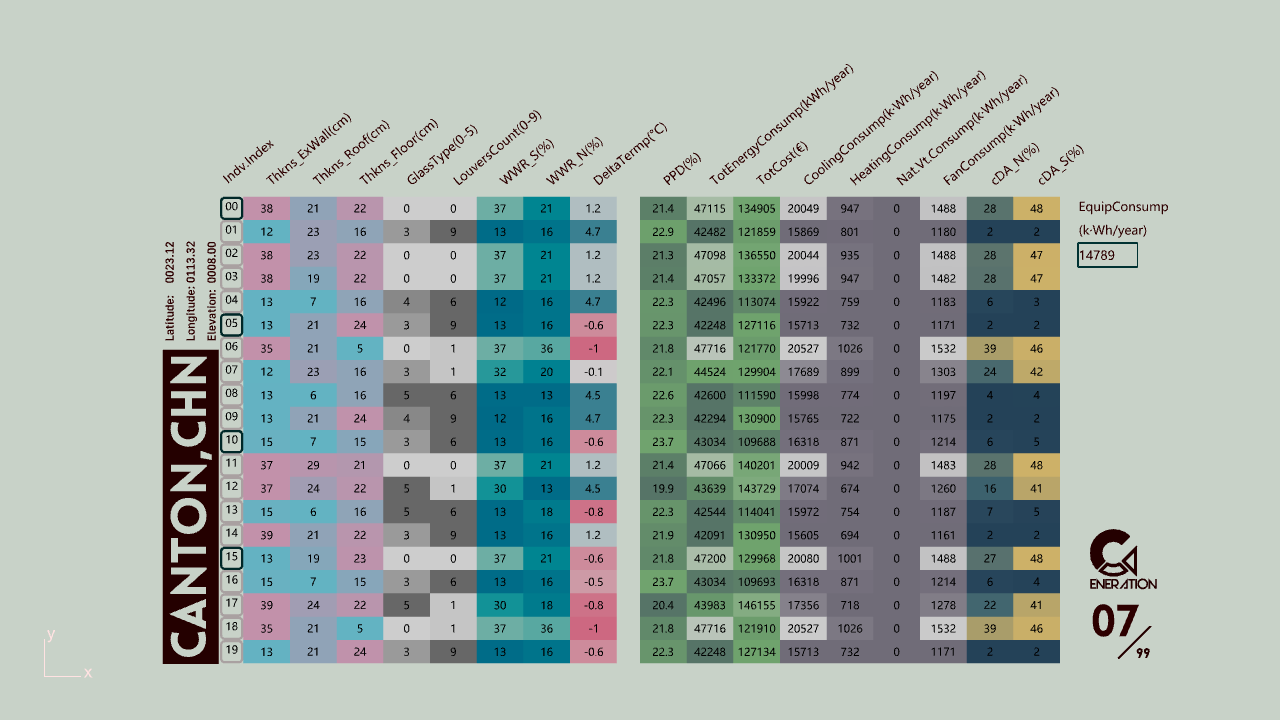 Indv.Index Thkns_ExWall(cm) Thkns_Roof(cm) Thkns_Floor(cm) GlassType(0-5) LouversCount(0-9) WWR_S(%) WWR_N(%) DeltaTermp(°C) PPD(%) TotEnergyConsump(kWh/year) TotCost(€) CoolingConsump(k·Wh/year) HeatingConsump(k·Wh/year) Nat.Vt.Consump(k·Wh/year) FanConsump(k·Wh/year) cDA_N(%) cDA_S(%)
00 38 21 22 0 0 37 21 1.2 21.4 47115 134905 20049 947 0 1488 28 48
01 12 23 16 3 9 13 16 4.7 22.9 42482 121859 15869 801 0 1180 2 2
02 38 23 22 0 0 37 21 1.2 21.3 47098 136550 20044 935 0 1488 28 47
03 38 19 22 0 0 37 21 1.2 21.4 47057 133372 19996 947 0 1482 28 47
04 13 7 16 4 6 12 16 4.7 22.3 42496 113074 15922 759 0 1183 6 3
05 13 21 24 3 9 13 16 -0.6 22.3 42248 127116 15713 732 0 1171 2 2
06 35 21 5 0 1 37 36 -1 21.8 47716 121770 20527 1026 0 1532 39 46
07 12 23 16 3 1 32 20 -0.1 22.1 44524 129904 17689 899 0 1303 24 42
08 13 6 16 5 6 13 13 4.5 22.6 42600 111590 15998 774 0 1197 4 4
09 13 21 24 4 9 12 16 4.7 22.3 42294 130900 15765 722 0 1175 2 2
10 15 7 15 3 6 13 16 -0.6 23.7 43034 109688 16318 871 0 1214 6 5
11 37 29 21 0 0 37 21 1.2 21.4 47066 140201 20009 942 0 1483 28 48
12 37 24 22 5 1 30 13 4.5 19.9 43639 143729 17074 674 0 1260 16 41
13 15 6 16 5 6 13 18 -0.8 22.3 42544 114041 15972 754 0 1187 7 5
14 39 21 22 3 9 13 16 1.2 21.9 42091 130950 15605 694 0 1161 2 2
15 13 19 23 0 0 37 21 -0.6 21.8 47200 129968 20080 1001 0 1488 27 48
16 15 7 15 3 6 13 16 -0.5 23.7 43034 109693 16318 871 0 1214 6 4
17 39 24 22 5 1 30 18 -0.8 20.4 43983 146155 17356 718 0 1278 22 41
18 35 21 5 0 1 37 36 -1 21.8 47716 121910 20527 1026 0 1532 39 46
19 13 21 24 3 9 13 16 -0.6 22.3 42248 127134 15713 732 0 1171 2 2
EquipConsump
(k·Wh/year)
14789
Latitude: 0023.12
Longitude: 0113.32
Elevation: 0008.00
CANTON,CHN
ENERATION
07/99
y
x